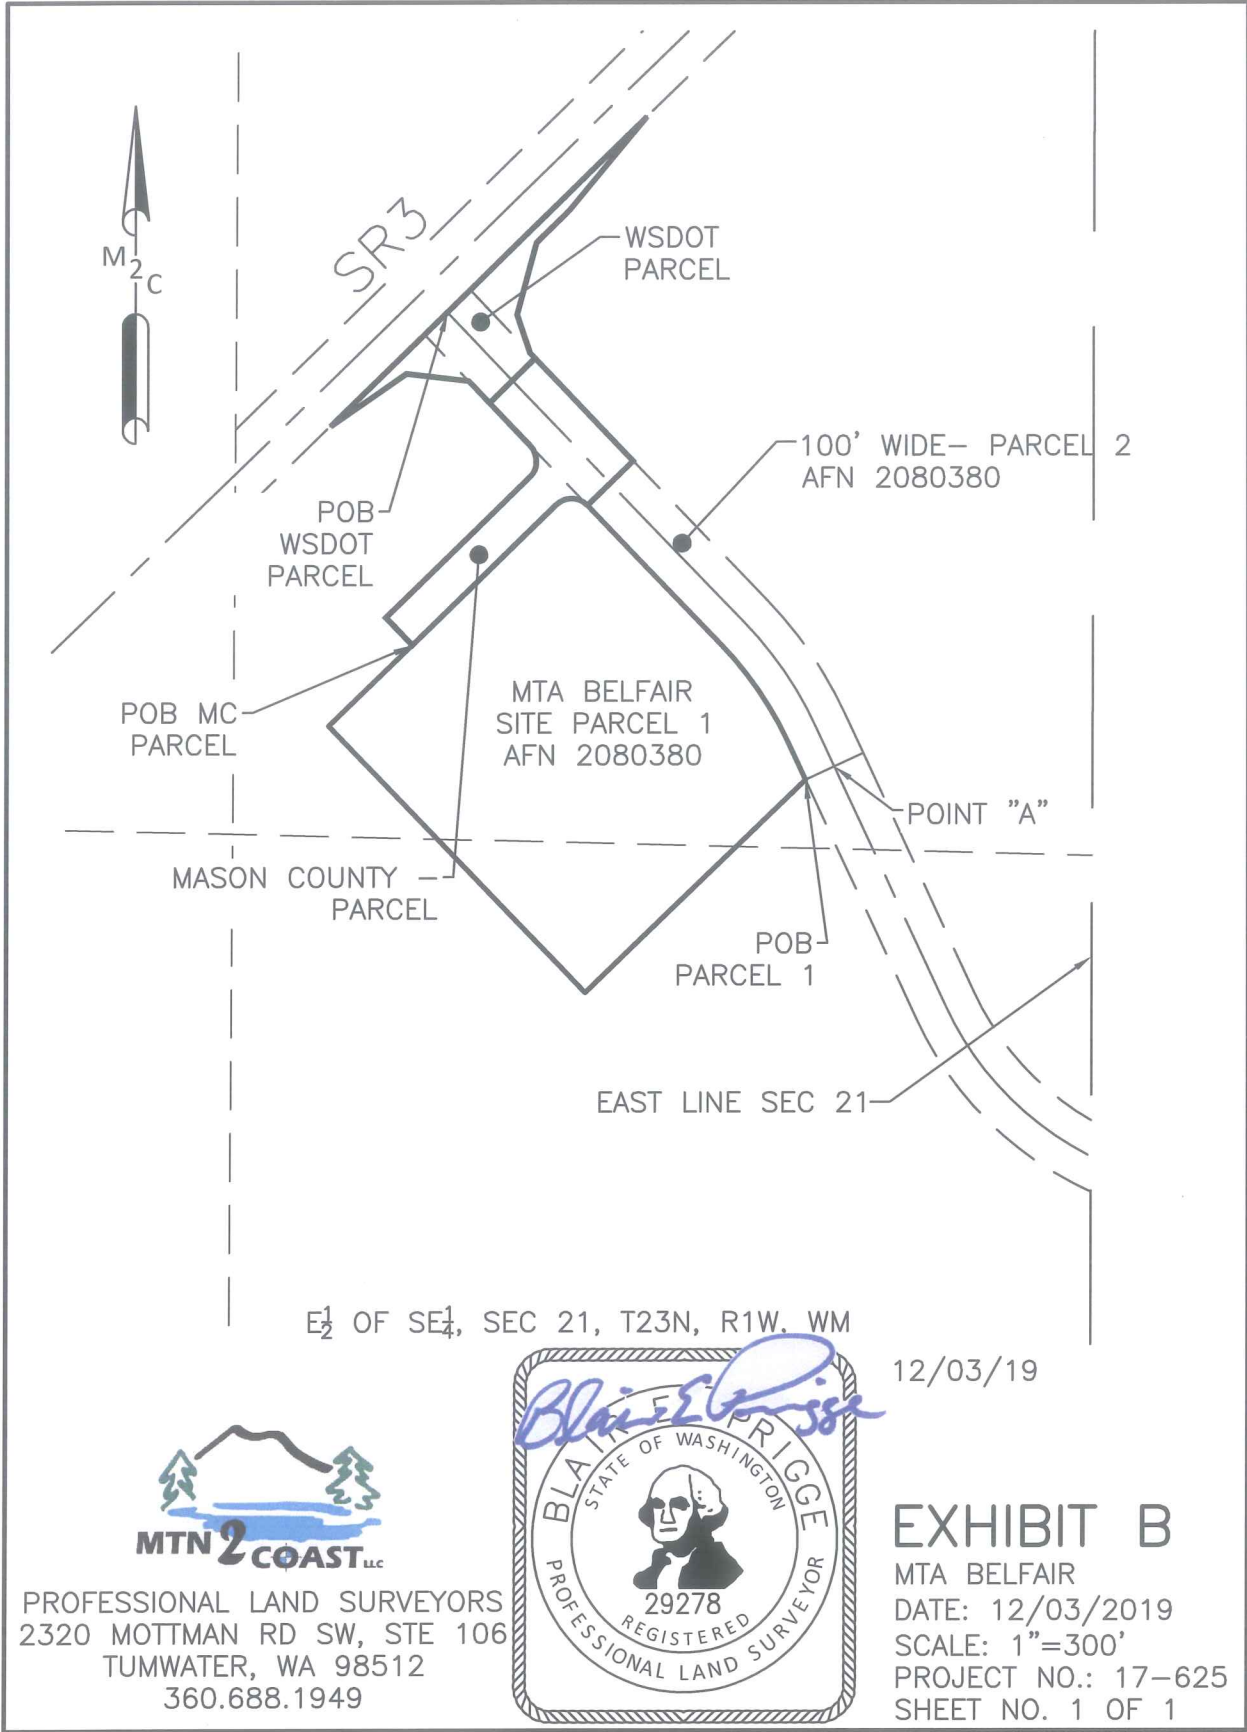 SR3
M2C
WSDOT
PARCEL
100' WIDE– PARCEL 2
AFN 2080380
POB
WSDOT
PARCEL
POB MC
PARCEL
MTA BELFAIR
SITE PARCEL 1
AFN 2080380
POINT "A"
MASON COUNTY
PARCEL
POB
PARCEL 1
EAST LINE SEC 21
E½ OF SE¼, SEC 21, T23N, R1W, WM
12/03/19
Blair E Prigge
BLAIR E. PRIGGE
STATE OF WASHINGTON
29278
REGISTERED
PROFESSIONAL LAND SURVEYOR
MTN 2 COAST LLC
PROFESSIONAL LAND SURVEYORS
2320 MOTTMAN RD SW, STE 106
TUMWATER, WA 98512
360.688.1949
EXHIBIT B
MTA BELFAIR
DATE: 12/03/2019
SCALE: 1"=300'
PROJECT NO.: 17–625
SHEET NO. 1 OF 1